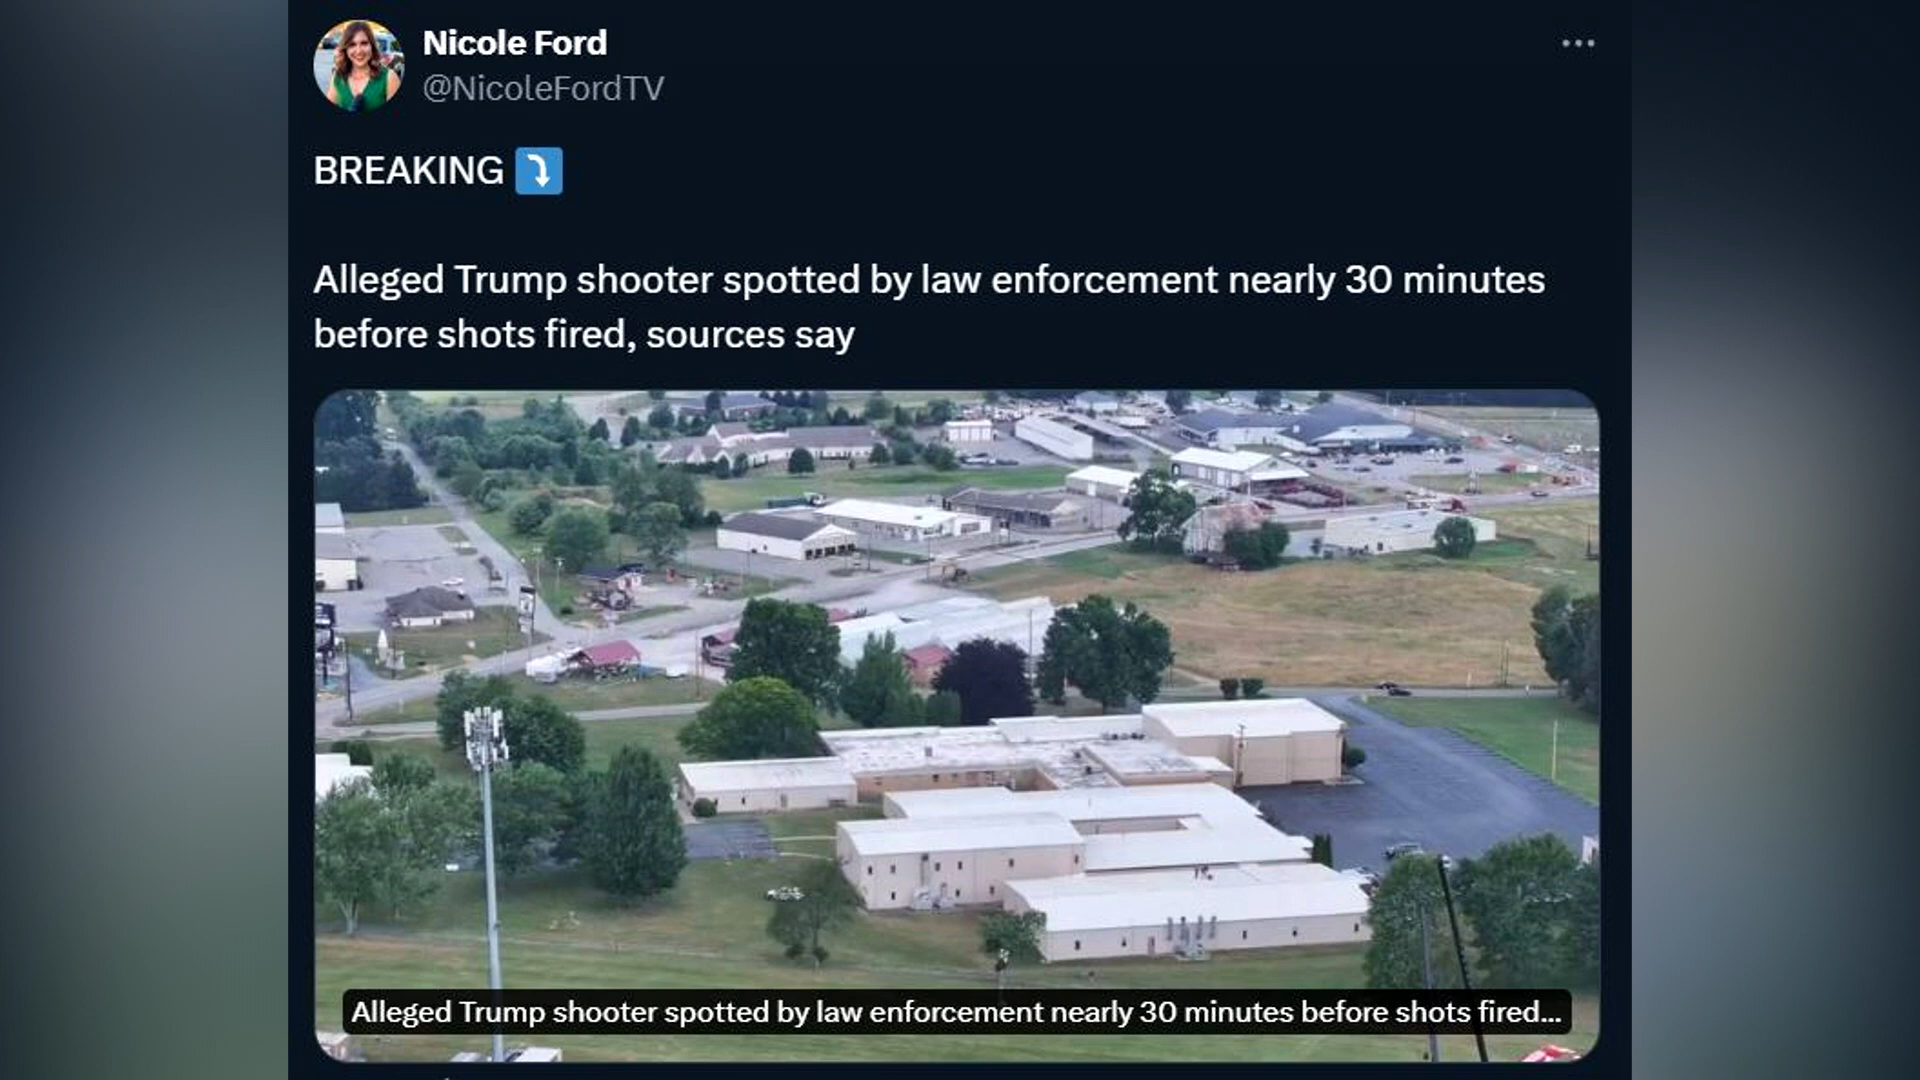 Nicole Ford
@NicoleFordTV
BREAKING ⤵️
Alleged Trump shooter spotted by law enforcement nearly 30 minutes
before shots fired, sources say
Alleged Trump shooter spotted by law enforcement nearly 30 minutes before shots fired...